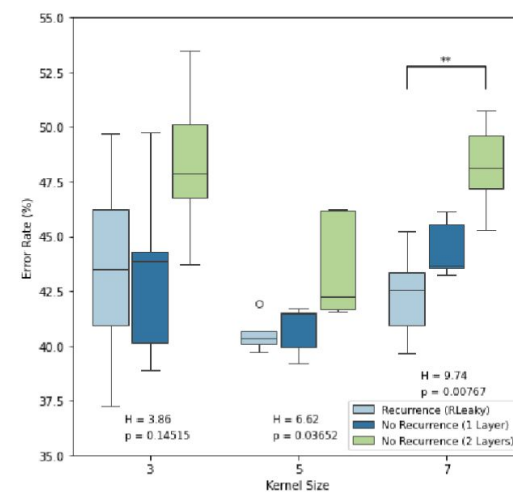 55.0
52.5
50.0
47.5
45.0
42.5
40.0
37.5
35.0
Error Rate (%)
**
H = 3.86
p = 0.14515
H = 6.62
p = 0.03652
H = 9.74
p = 0.00767
Recurrence (RLeaky)
No Recurrence (1 Layer)
No Recurrence (2 Layers)
3
5
7
Kernel Size